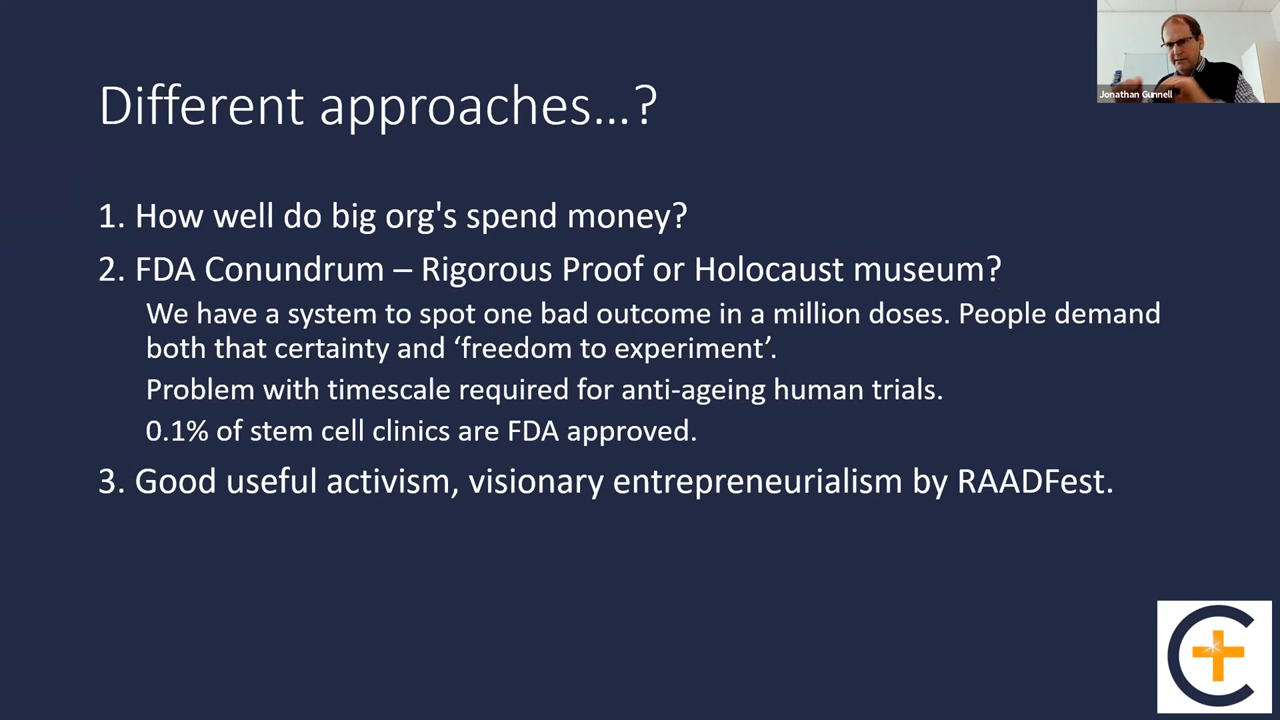 Jonathan Gunnell
Different approaches...?
1. How well do big org's spend money?
2. FDA Conundrum – Rigorous Proof or Holocaust museum?
We have a system to spot one bad outcome in a million doses. People demand
both that certainty and ‘freedom to experiment’.
Problem with timescale required for anti-ageing human trials.
0.1% of stem cell clinics are FDA approved.
3. Good useful activism, visionary entrepreneurialism by RAADFest.